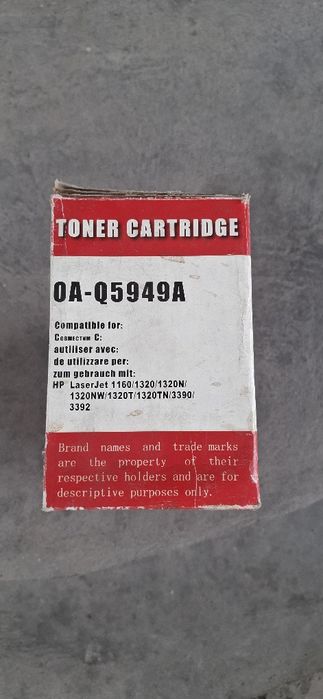 TONER CARTRIDGE
OA-Q5949A
Compatible for:
C:
autiliser avec:
de utilizzare per:
zum gebrauch mit:
HP LaserJet 1160/1320/1320N/
1320NW/1320T/1320TN/3390/
3392
Brand names and trade marks
are the property of their
respective holders and are for
descriptive purposes only.